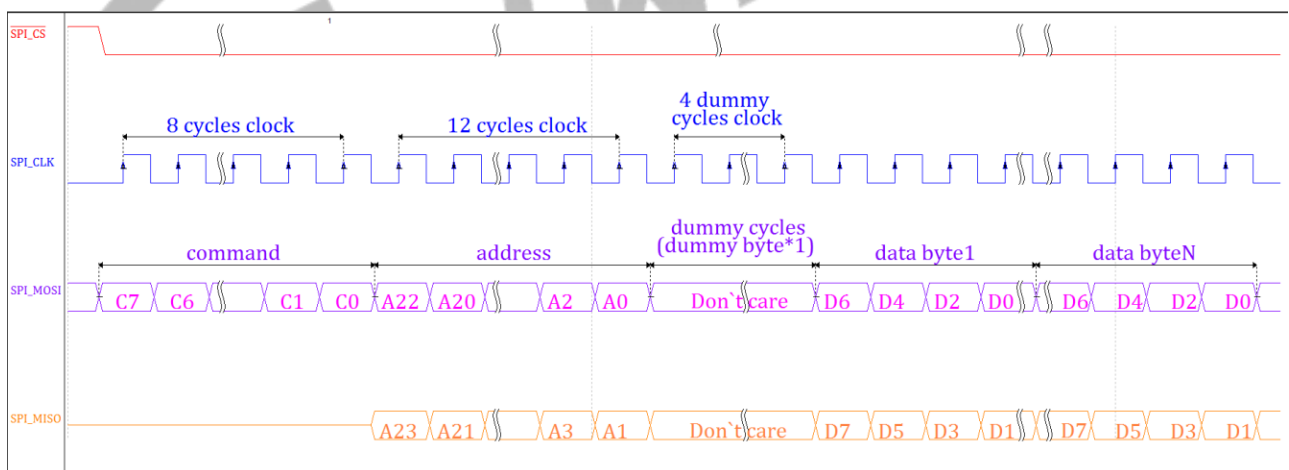 1
SPI_CS
4 dummy
8 cycles clock 12 cycles clock cycles clock
SPI_CLK
dummy cycles
command address (dummy byte*1) data byte1 data byteN
SPI_MOSI C7 C6 C1 C0 A22 A20 A2 A0 Don`t care D6 D4 D2 D0 D6 D4 D2 D0
SPI_MISO A23 A21 A3 A1 Don`t care D7 D5 D3 D1 D7 D5 D3 D1